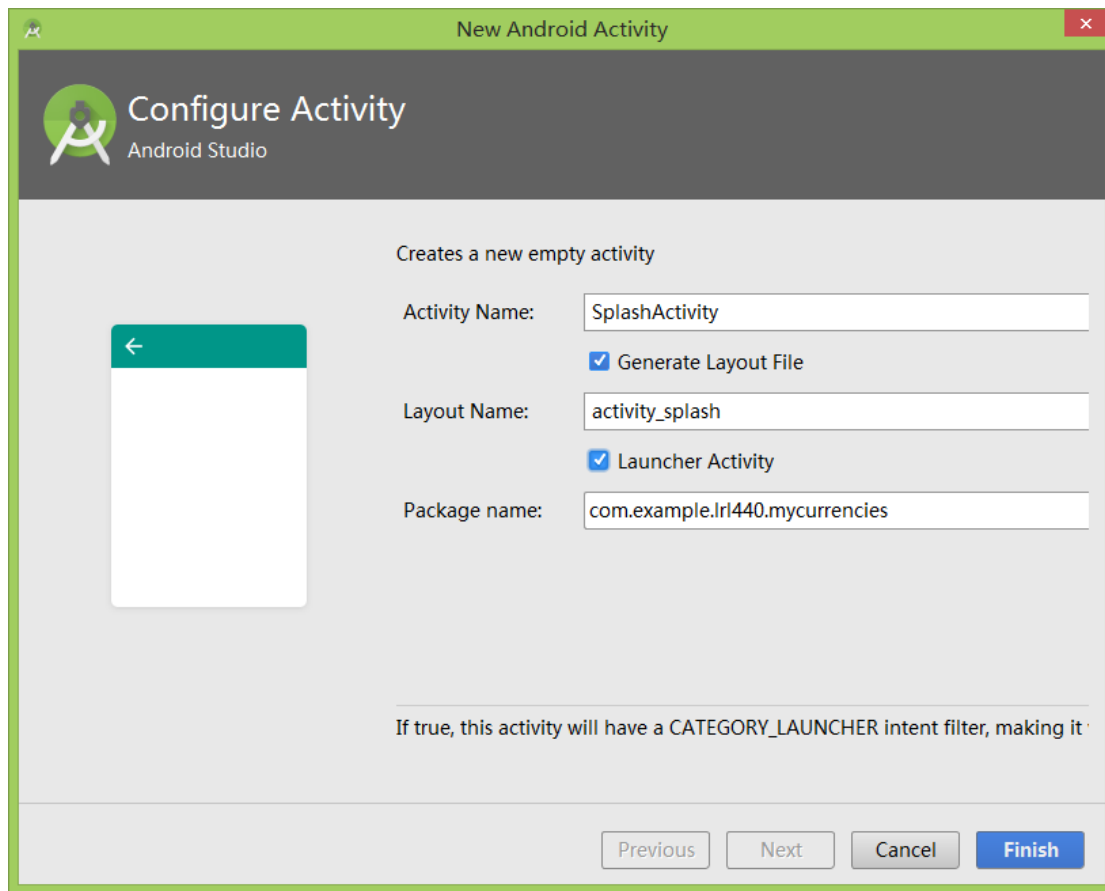 New Android Activity
Configure Activity
Android Studio
Creates a new empty activity
Activity Name:
SplashActivity
Generate Layout File
Layout Name:
activity_splash
Launcher Activity
Package name:
com.example.lrl440.mycurrencies
If true, this activity will have a CATEGORY_LAUNCHER intent filter, making it
Previous
Next
Cancel
Finish